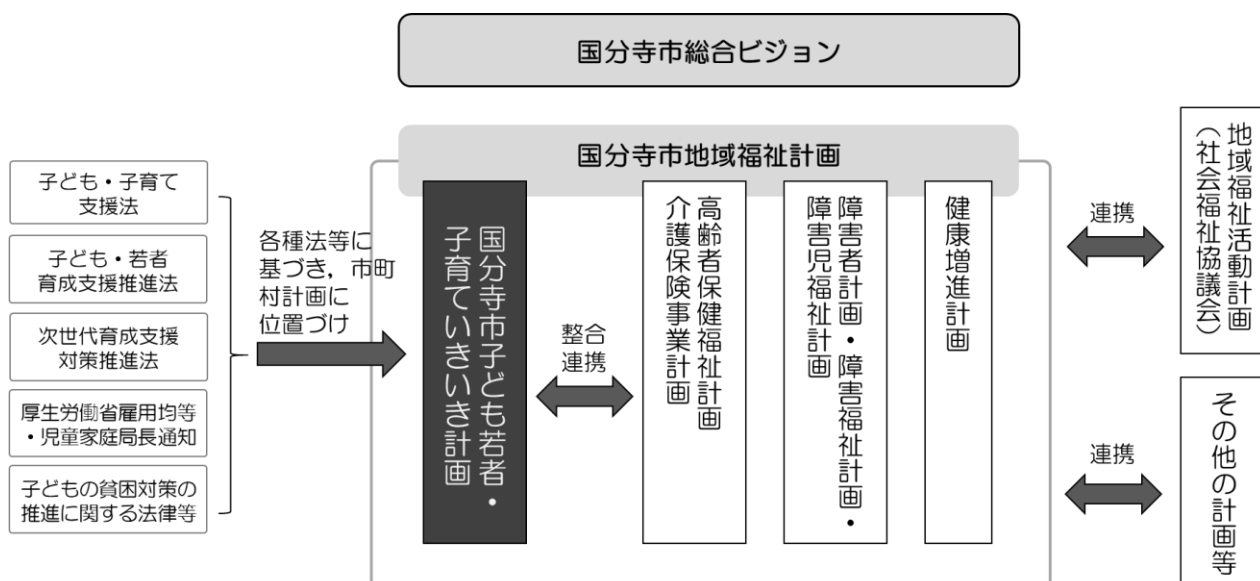 国分寺市総合ビジョン
国分寺市地域福祉計画
子ども・子育て
支援法
子ども・若者
育成支援推進法
次世代育成支援
対策推進法
厚生労働省雇用均等
・児童家庭局長通知
子どもの貧困対策の
推進に関する法律等
各種法等に
基づき，市町
村計画に
位置づけ
国分寺市子ども若者・
子育ていきいき計画
整合
連携
高齢者保健福祉計画
介護保険事業計画
障害者計画・障害福祉計画・
障害児福祉計画
健康増進計画
連携
地域福祉活動計画
（社会福祉協議会）
連携
その他の計画等